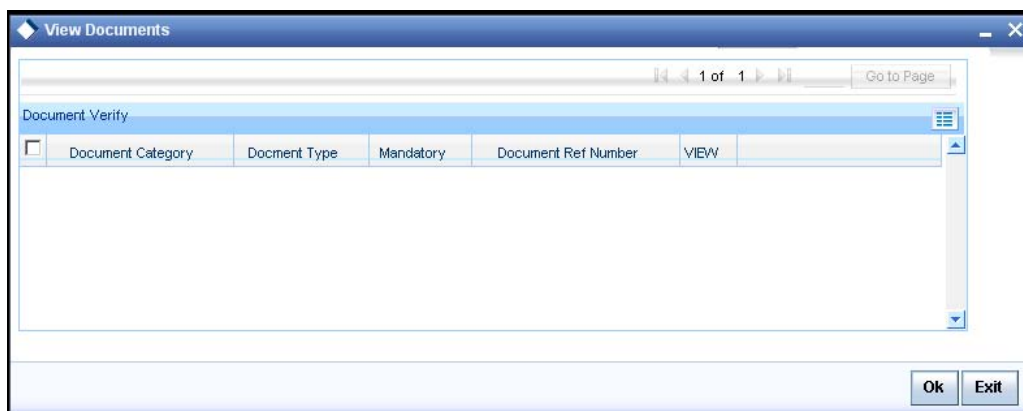 View Documents
1 of 1 Go to Page
Document Verify
Document Category Docment Type Mandatory Document Ref Number VIEW
Ok Exit